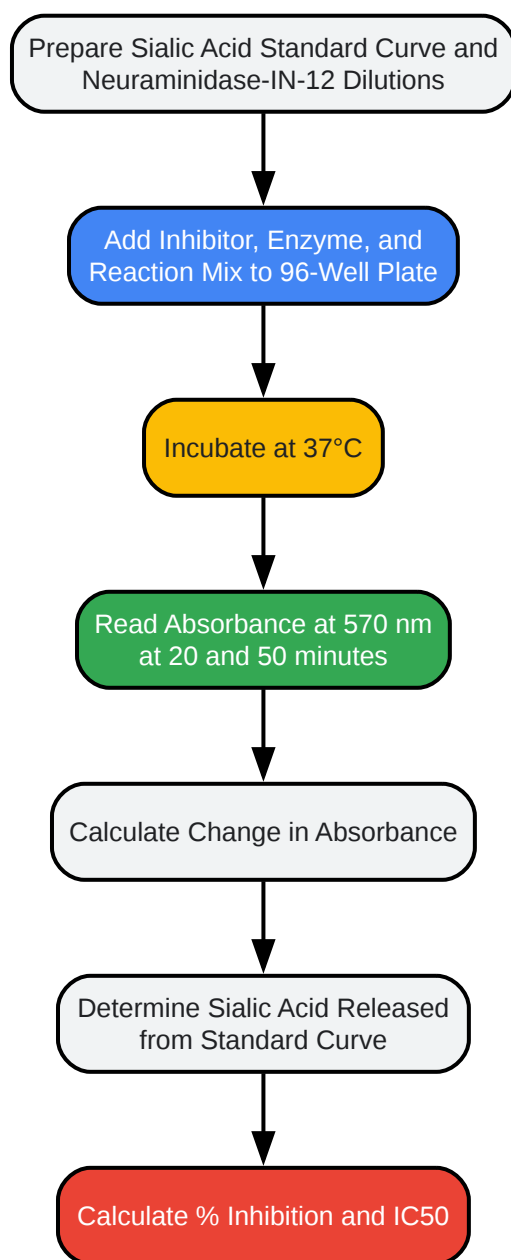 Prepare Sialic Acid Standard Curve and
Neuraminidase-IN-12 Dilutions
Add Inhibitor, Enzyme, and
Reaction Mix to 96-Well Plate
Incubate at 37°C
Read Absorbance at 570 nm
at 20 and 50 minutes
Calculate Change in Absorbance
Determine Sialic Acid Released
from Standard Curve
Calculate % Inhibition and IC50